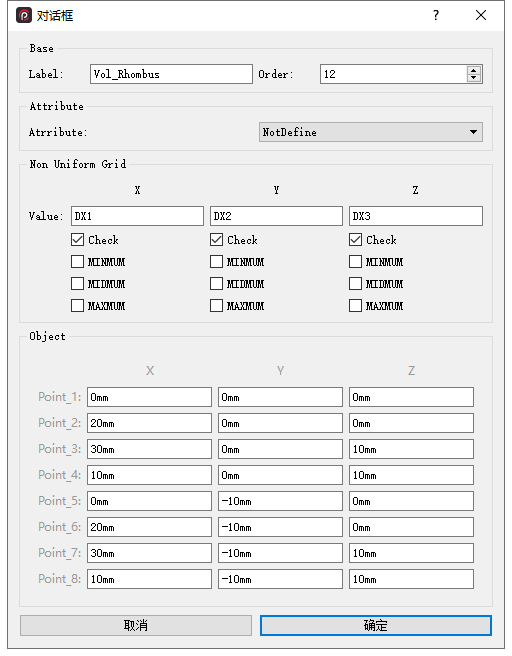 对话框
Base
Label: Vol_Rhombus Order: 12
Attribute
Atrribute: NotDefine
Non Uniform Grid
X Y Z
Value: DX1 DX2 DX3
Check Check Check
MINMUM MINMUM MINMUM
MIDMUM MIDMUM MIDMUM
MAXMUM MAXMUM MAXMUM
Object
X Y Z
Point_1: 0mm 0mm 0mm
Point_2: 20mm 0mm 0mm
Point_3: 30mm 0mm 10mm
Point_4: 10mm 0mm 10mm
Point_5: 0mm -10mm 0mm
Point_6: 20mm -10mm 0mm
Point_7: 30mm -10mm 10mm
Point_8: 10mm -10mm 10mm
取消 确定